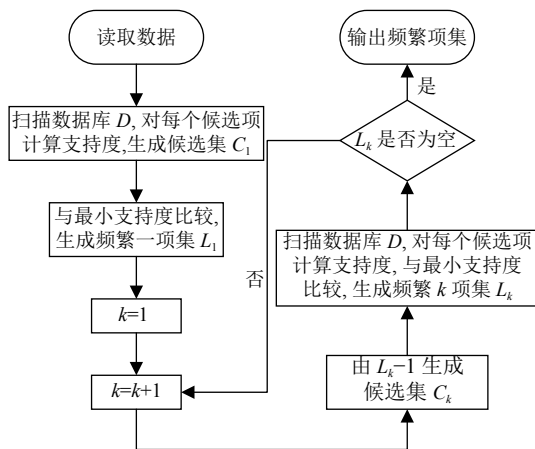 读取数据
扫描数据库 D, 对每个候选项
计算支持度,生成候选集 C₁
与最小支持度比较,
生成频繁一项集 L₁
k=1
k=k+1
由 Lₖ−1 生成
候选集 Cₖ
扫描数据库 D, 对每个候选项
计算支持度, 与最小支持度
比较, 生成频繁 k 项集 Lₖ
Lₖ 是否为空
否
是
输出频繁项集